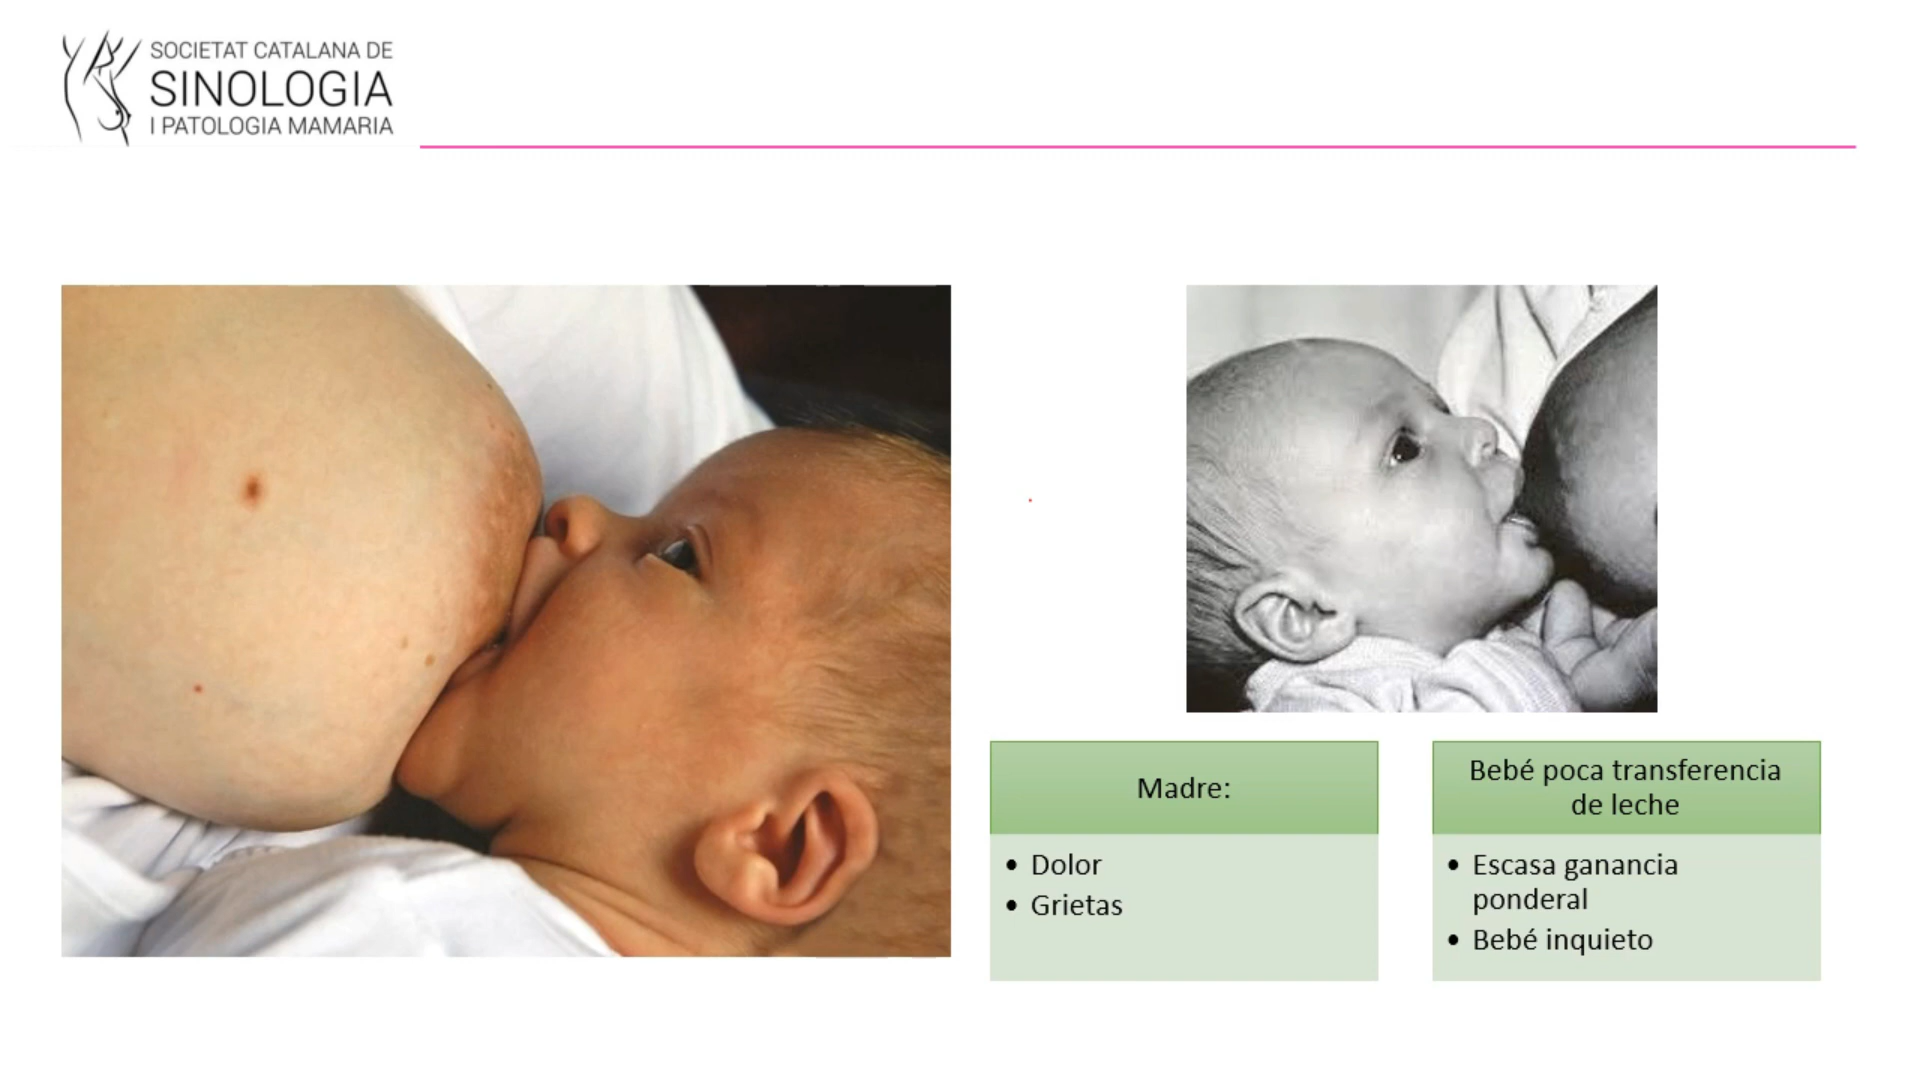 SOCIETAT CATALANA DE
SINOLOGIA
I PATOLOGIA MAMARIA
Madre:
• Dolor
• Grietas
Bebé poca transferencia
de leche
• Escasa ganancia
ponderal
• Bebé inquieto